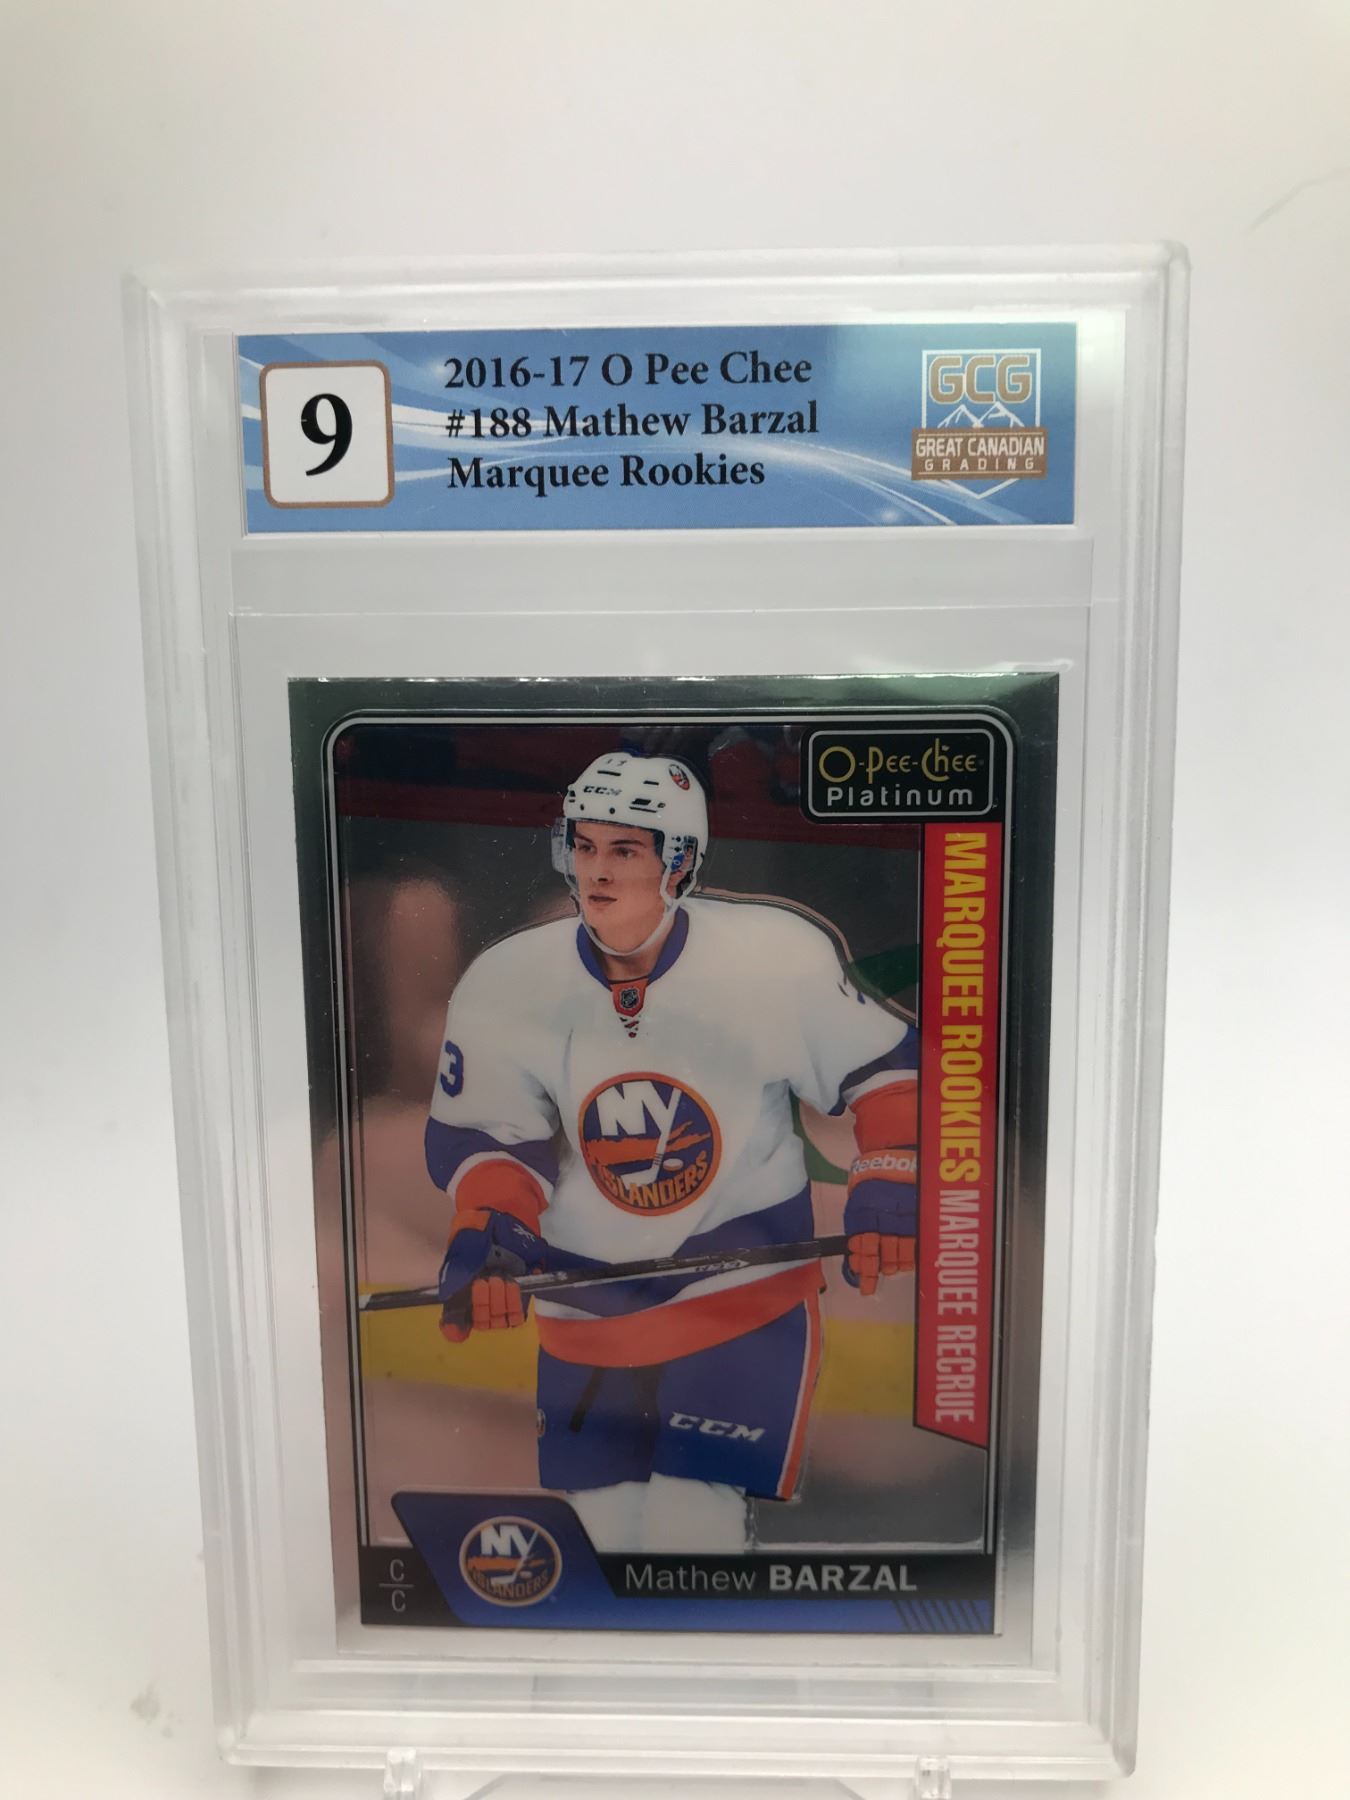 9
2016-17 O Pee Chee
#188 Mathew Barzal
Marquee Rookies
GCG
GREAT CANADIAN
GRADING
O-Pee-Chee
Platinum
MARQUEE ROOKIES MARQUEE RECRUE
CCM
3
NY
ISLANDERS
Reebok
CCM
C
C
NY
ISLANDERS
Mathew BARZAL